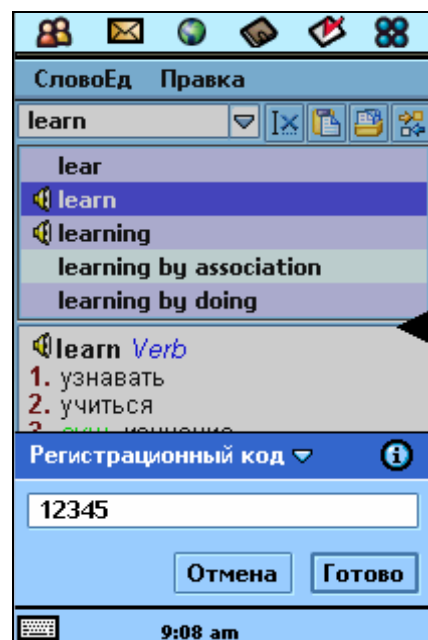 СловоЕд Правка
learn
lear
learn
learning
learning by association
learning by doing
learn Verb
1. узнавать
2. учиться
Регистрационный код
12345
Отмена Готово
9:08 am